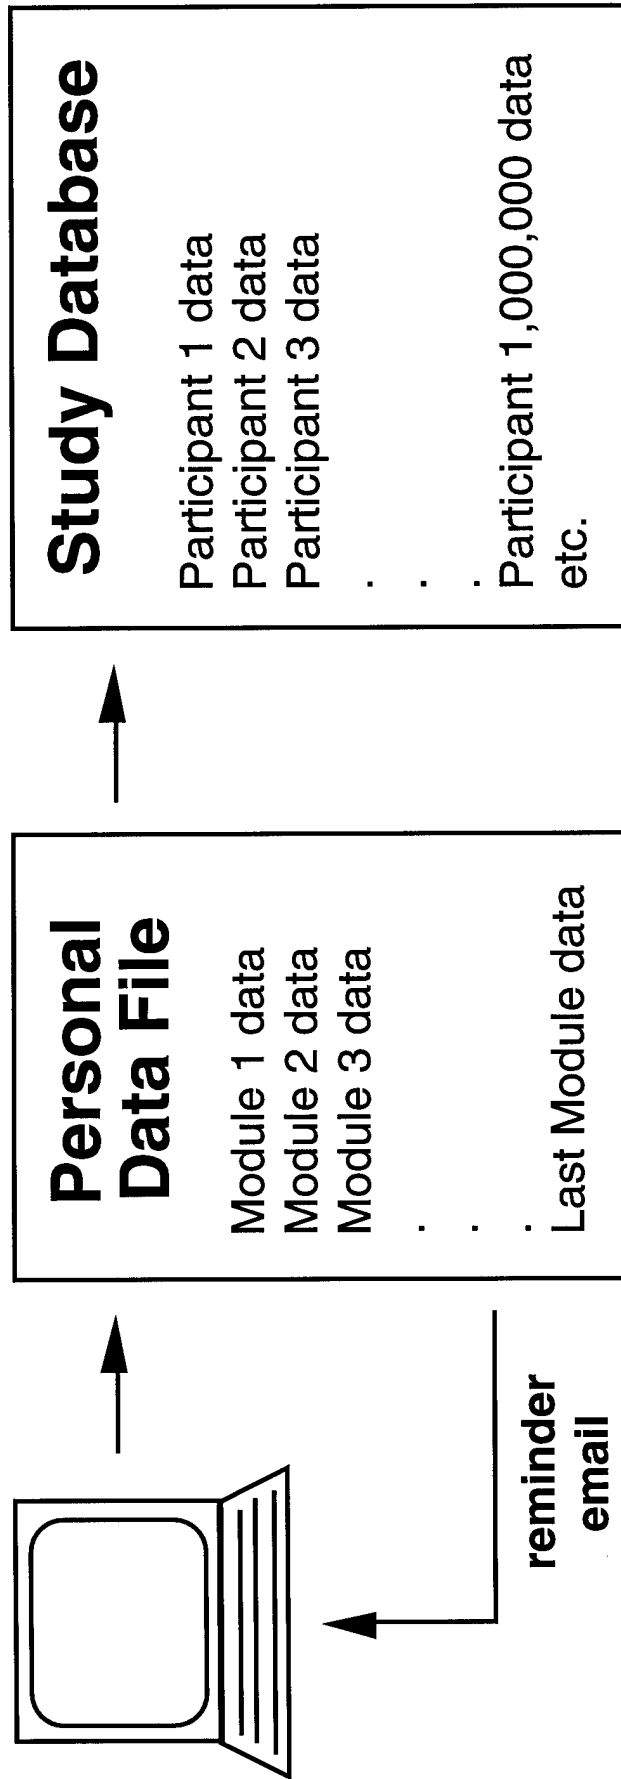 reminder
email
Personal
Data File
Module 1 data
Module 2 data
Module 3 data
.
.
.
Last Module data
Study Database
Participant 1 data
Participant 2 data
Participant 3 data
.
.
.
Participant 1,000,000 data
etc.